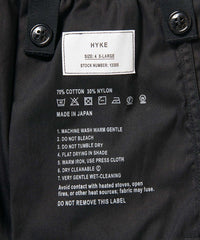 HYKE
SIZE: 4 X-LARGE
STOCK NUMBER: 12305
70% COTTON 30% NYLON
MADE IN JAPAN
1. MACHINE WASH WARM GENTLE
2. DO NOT BLEACH
3. DO NOT TUMBLE DRY
4. FLAT DRYING IN SHADE
5. WARM IRON, USE PRESS CLOTH
6. DRY CLEANABLE Ⓟ
7. VERY GENTLE WET-CLEANING
Avoid contact with heated stoves, open
fires, or other heat sources; fabric may fuse.
DO NOT REMOVE THIS LABEL